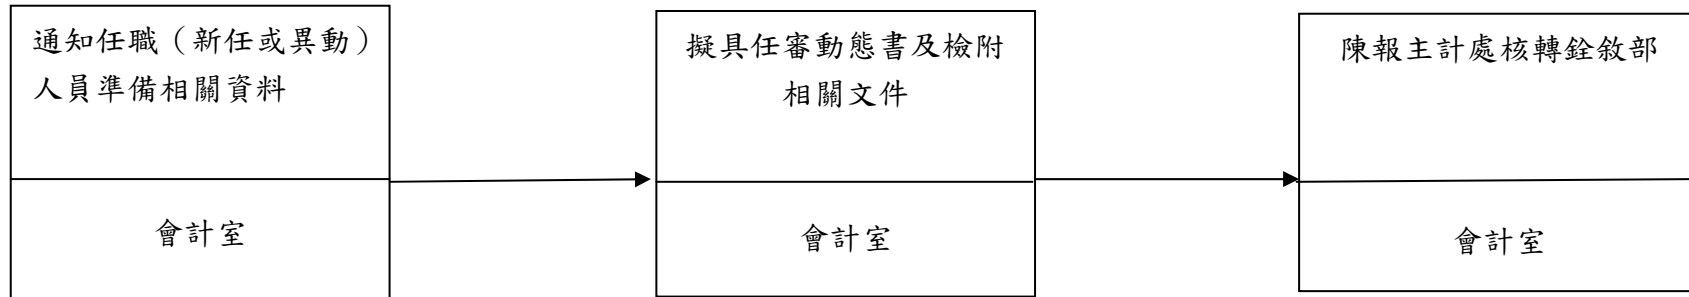 通知任職（新任或異動）
人員準備相關資料
會計室
擬具任審動態書及檢附
相關文件
會計室
陳報主計處核轉銓敘部
會計室